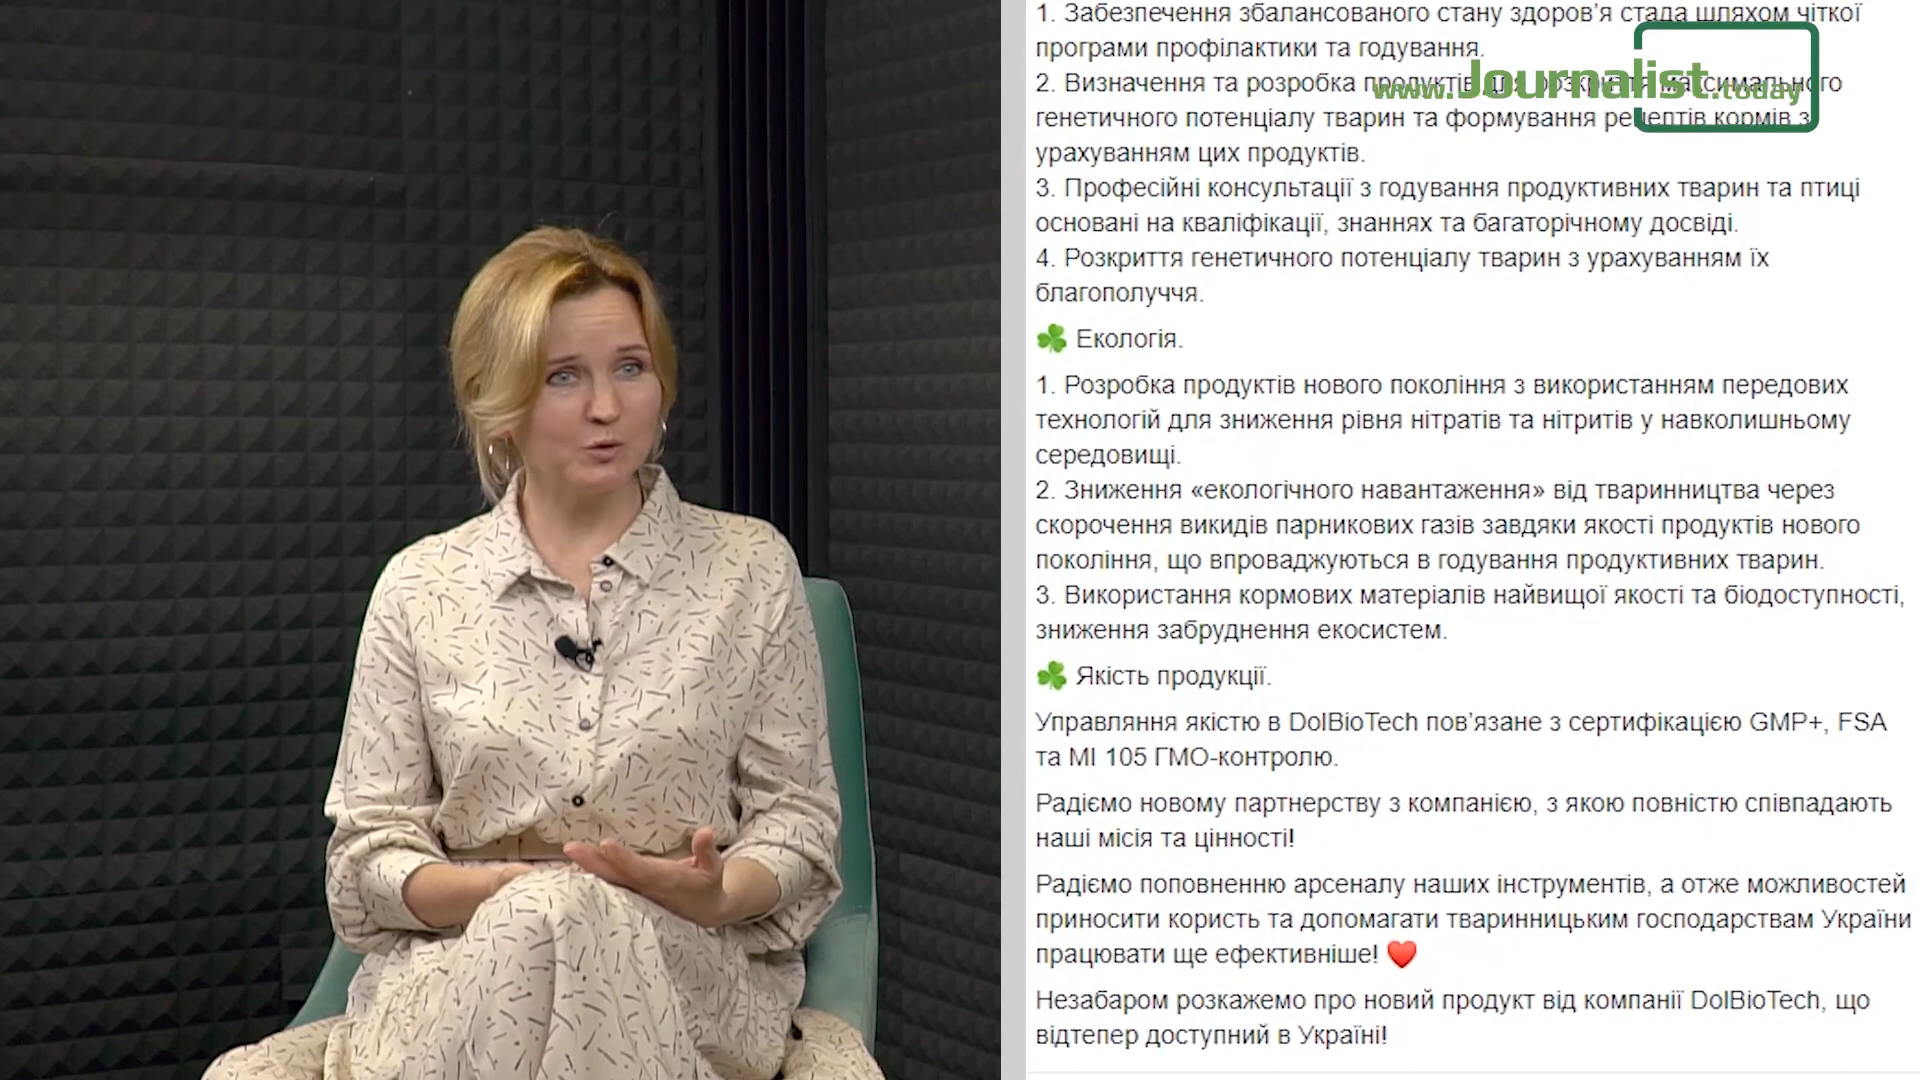 1. Забезпечення збалансованого стану здоров’я стада шляхом чіткої
програми профілактики та годування.
2. Визначення та розробка продуктів для розкриття максимального
www.Journalist.today
генетичного потенціалу тварин та формування рецептів кормів з
урахуванням цих продуктів.
3. Професійні консультації з годування продуктивних тварин та птиці
основані на кваліфікації, знаннях та багаторічному досвіді.
4. Розкриття генетичного потенціалу тварин з урахуванням їх
благополуччя.
☘️ Екологія.
1. Розробка продуктів нового покоління з використанням передових
технологій для зниження рівня нітратів та нітритів у навколишньому
середовищі.
2. Зниження «екологічного навантаження» від тваринництва через
скорочення викидів парникових газів завдяки якості продуктів нового
покоління, що впроваджуються в годування продуктивних тварин.
3. Використання кормових матеріалів найвищої якості та біодоступності,
зниження забруднення екосистем.
☘️ Якість продукції.
Управляння якістю в DolBioTech пов’язане з сертифікацією GMP+, FSA
та МІ 105 ГМО-контролю.
Радіємо новому партнерству з компанією, з якою повністю співпадають
наші місія та цінності!
Радіємо поповненню арсеналу наших інструментів, а отже можливостей
приносити користь та допомагати тваринницьким господарствам України
працювати ще ефективніше! ❤️
Незабаром розкажемо про новий продукт від компанії DolBioTech, що
відтепер доступний в Україні!